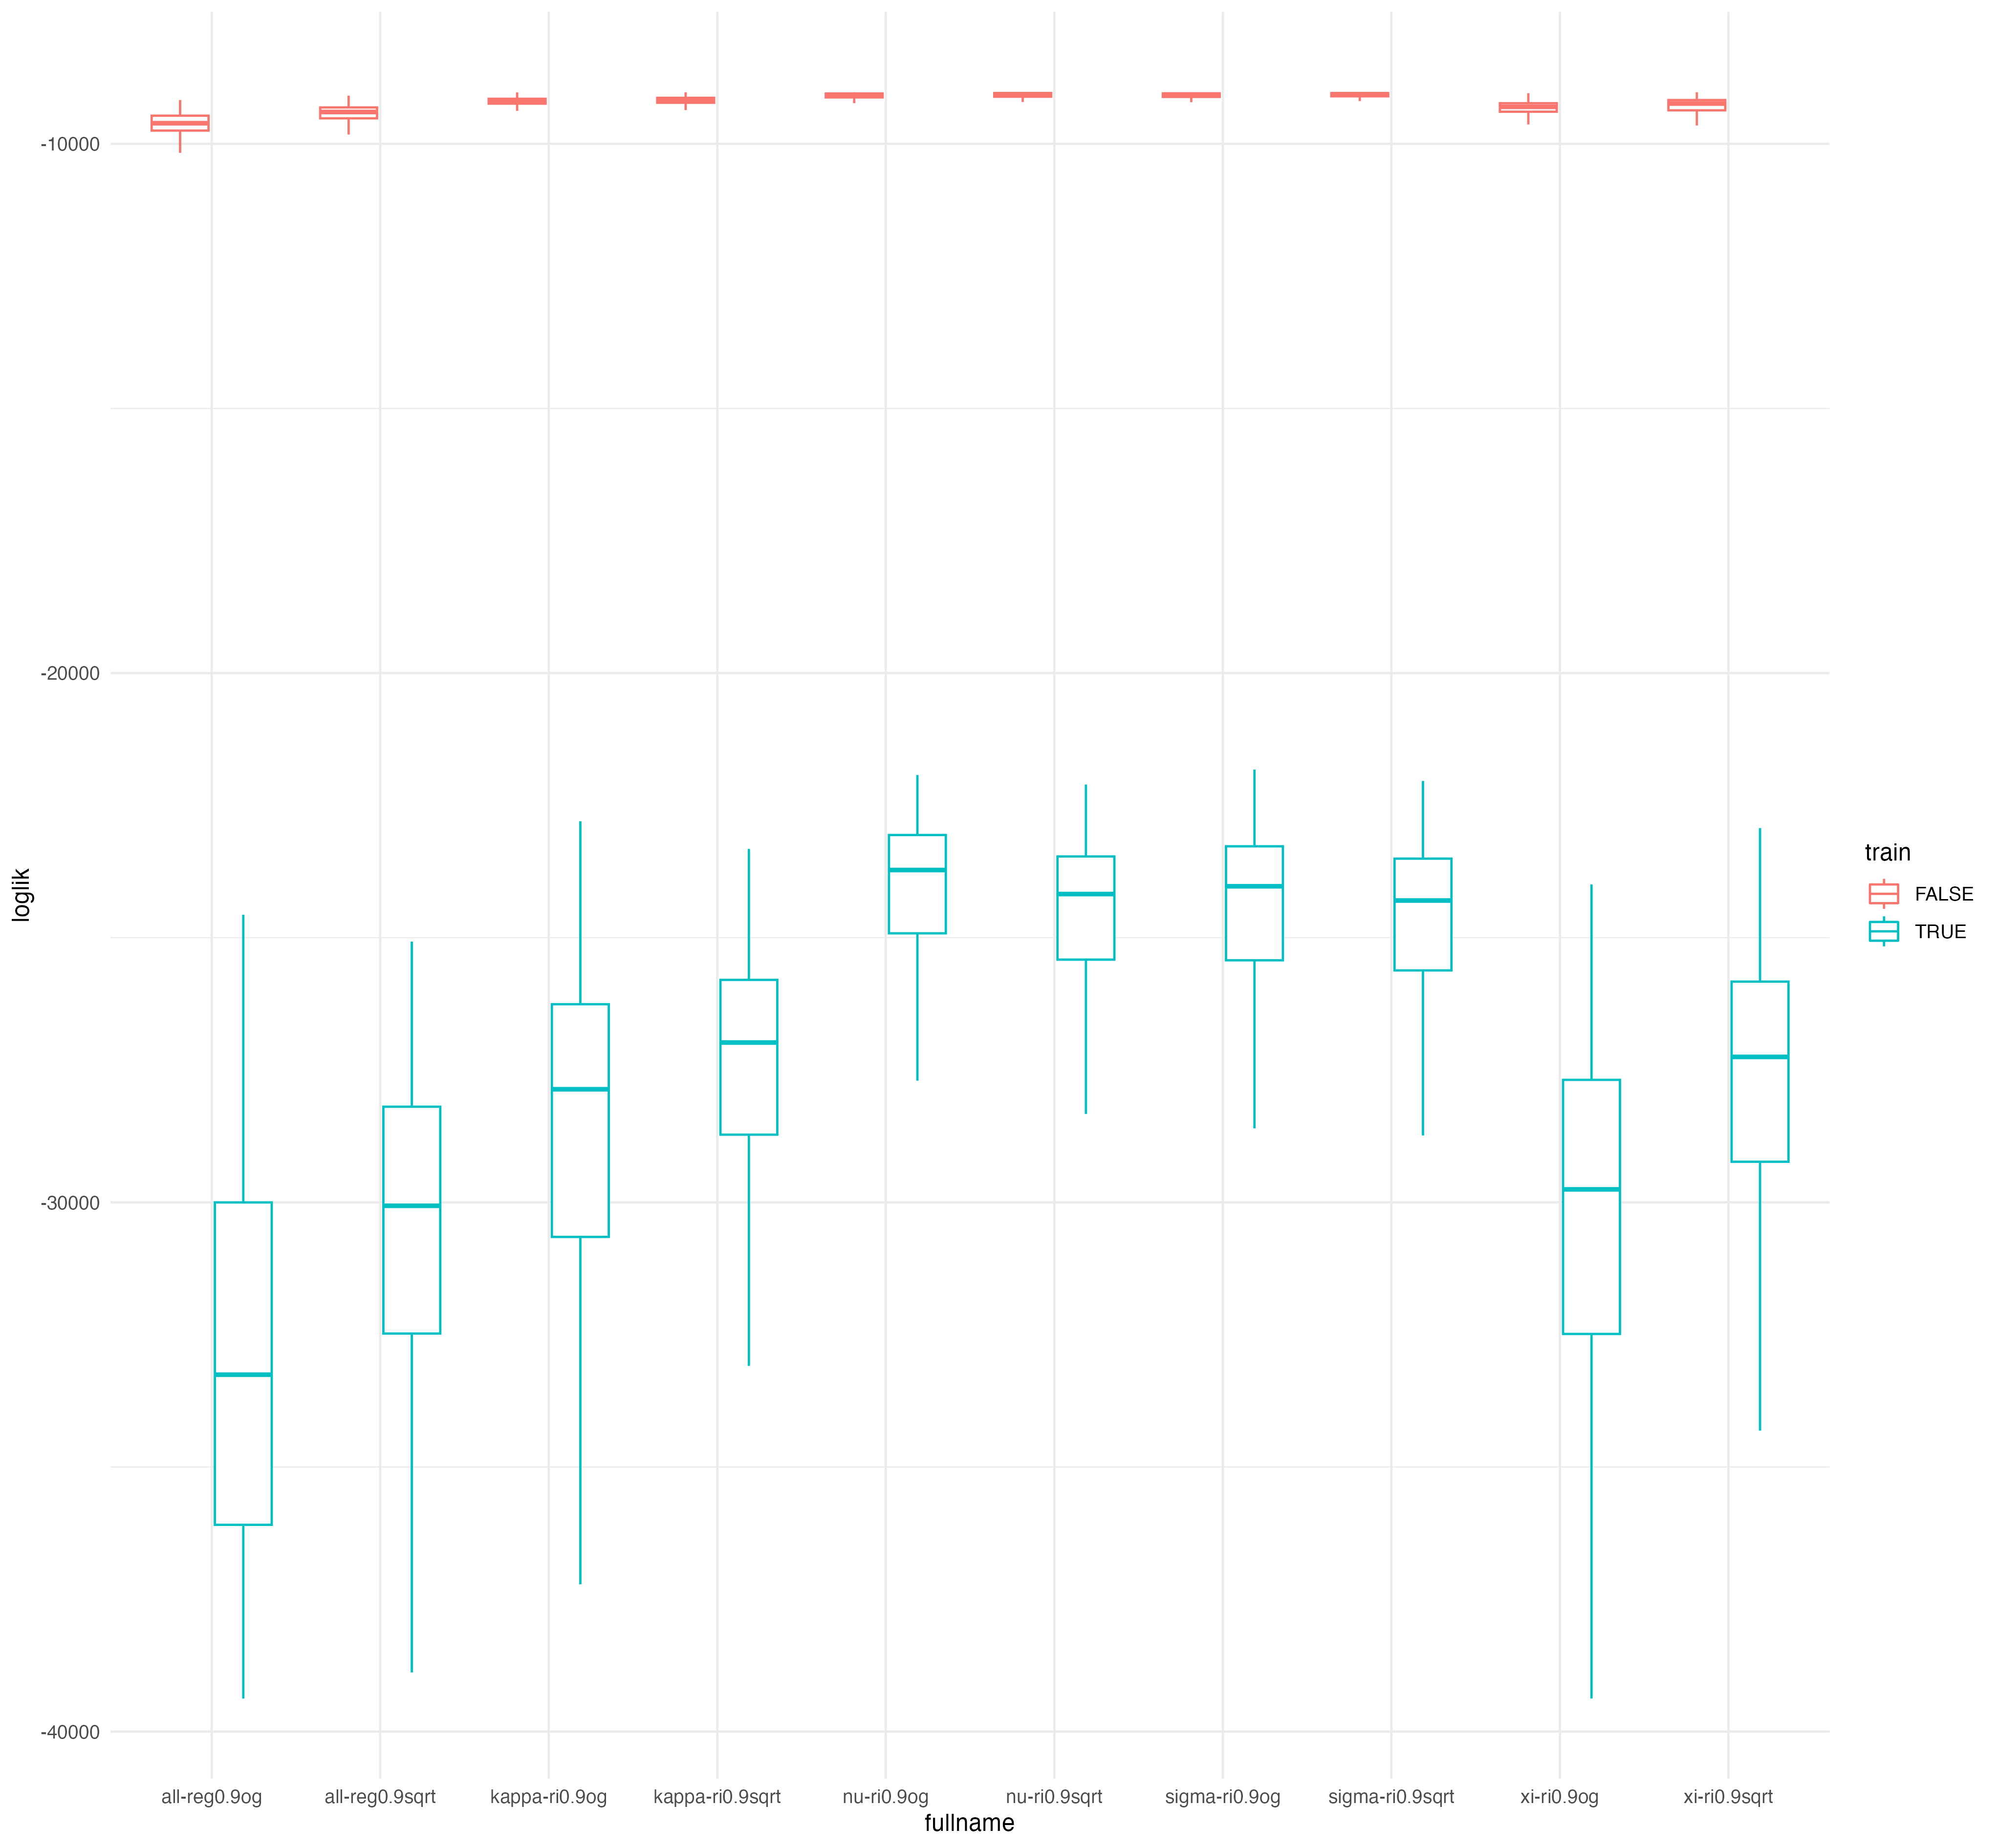 -10000
-20000
-30000
-40000
loglik
all-reg0.9og
all-reg0.9sqrt
kappa-ri0.9og
kappa-ri0.9sqrt
nu-ri0.9og
nu-ri0.9sqrt
sigma-ri0.9og
sigma-ri0.9sqrt
xi-ri0.9og
xi-ri0.9sqrt
fullname
train
FALSE
TRUE